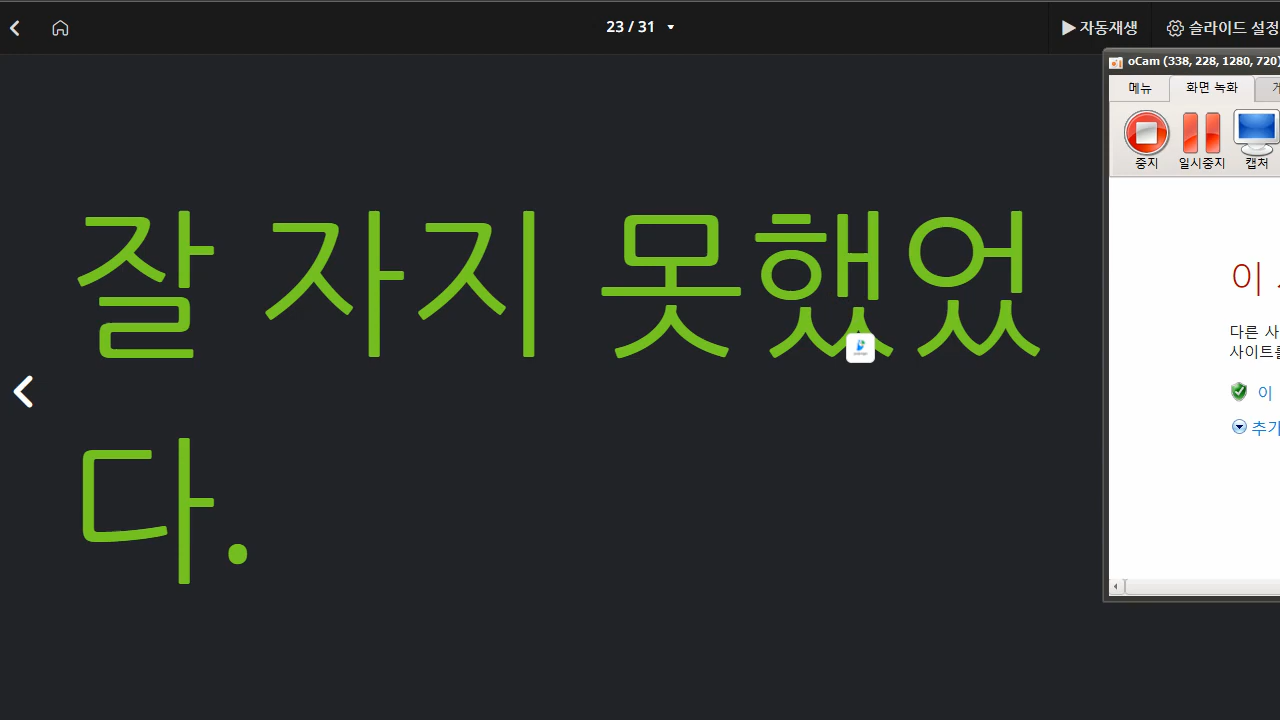 23 / 31
자동재생
슬라이드 설정
oCam (338, 228, 1280, 720)
메뉴
화면 녹화
중지
일시중지
캡처
잘 자지 못했었
다.
이
다른
사이트를
이
추가